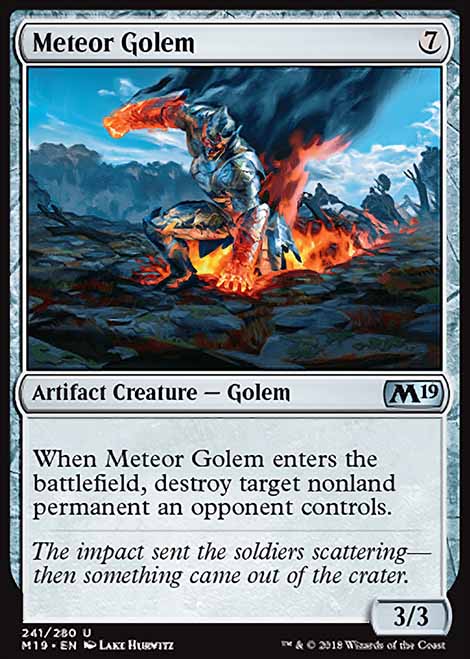 Meteor Golem 7
Artifact Creature — Golem M19
When Meteor Golem enters the
battlefield, destroy target nonland
permanent an opponent controls.
The impact sent the soldiers scattering—
then something came out of the crater.
3/3
241/280 U
M19 • EN Lake Hurwitz
™ & © 2018 Wizards of the Coast